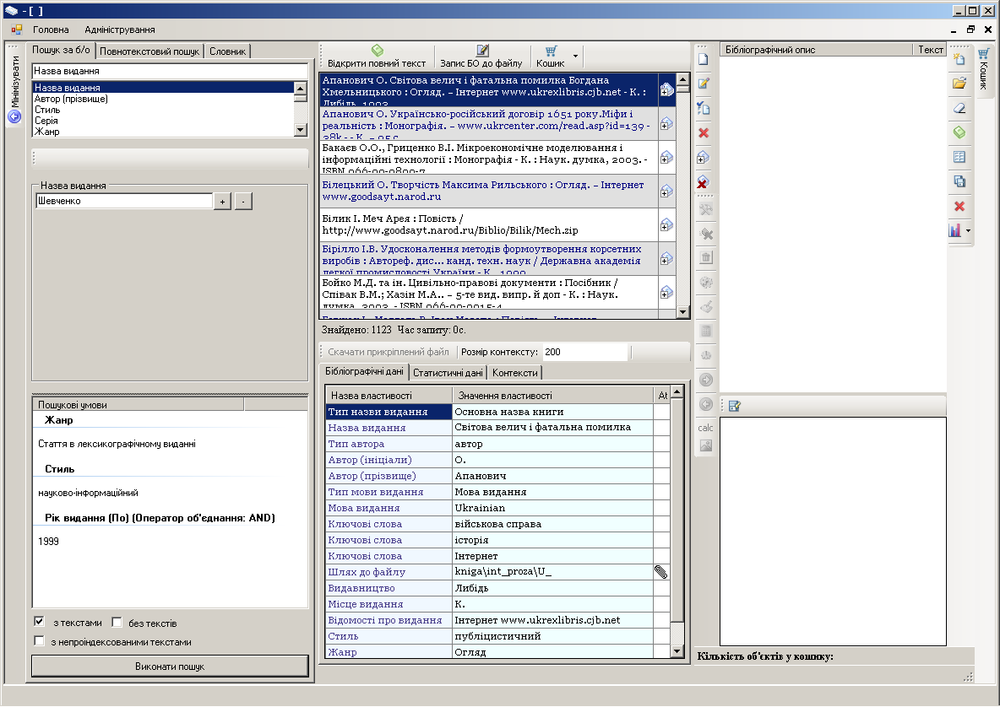 - [ ]
Головна Адміністрування
Мінімізувати
Пошук за б/о Повнотекстовий пошук Словник
Назва видання
Назва видання
Автор (прізвище)
Стиль
Серія
Жанр
Назва видання
Шевченко + -
Пошукові умови
Жанр
Стаття в лексикографічному виданні
Стиль
науково-інформаційний
Рік видання (По) (Оператор об'єднання: AND)
1999
з текстами без текстів
з непроіндексованими текстами
Виконати пошук
Відкрити повний текст Запис БО до файлу Кошик
Апанович О. Світова велич і фатальна помилка Богдана
Хмельницького : Огляд. – Інтернет www.ukrexlibris.cjb.net - К. :
Либідь, 1993
Апанович О. Українсько-російський договір 1651 року.Міфи і
реальність : Монографія. – www.ukrcenter.com/read.asp?id=139 -
38k - - К. – 95 с
Бакаєв О.О., Гриценко В.І. Мікроекономічне моделювання і
інформаційні технології : Монографія - К. : Наук. думка, 2003. -
ISBN 966-00-0800-7
Білецький О. Творчість Максима Рильського : Огляд. – Інтернет
www.goodsayt.narod.ru
Білик І. Меч Арея : Повість /
http://www.goodsayt.narod.ru/Biblio/Bilik/Mech.zip
Бірілло І.В. Удосконалення методів формоутворення корсетних
виробів : Автореф. дис... канд. техн. наук / Державна академія
легкої промисловості України - К., 1999
Бойко М.Д. та ін. Цивільно-правові документи : Посібник /
Співак В.М.; Хазін М.А.. – 5-те вид. випр. й доп - К. : Наук.
думка, 2003. - ISBN 966-00-0015-4
Знайдено: 1123 Час запиту: 0с.
Скачати прикріплений файл Розмір контексту: 200
Бібліографічні дані Статистичні дані Контексти
Назва властивості Значення властивості At
Тип назви видання Основна назва книги
Назва видання Світова велич і фатальна помилка
Тип автора автор
Автор (ініціали) О.
Автор (прізвище) Апанович
Тип мови видання Мова видання
Мова видання Ukrainian
Ключові слова військова справа
Ключові слова історія
Ключові слова Інтернет
Шлях до файлу kniga\int_proza\U_
Видавництво Либідь
Місце видання К.
Відомості про видання Інтернет www.ukrexlibris.cjb.net
Стиль публіцистичний
Жанр Огляд
calc
Бібліографічний опис Текст
Кількість об'єктів у кошику:
Кошик